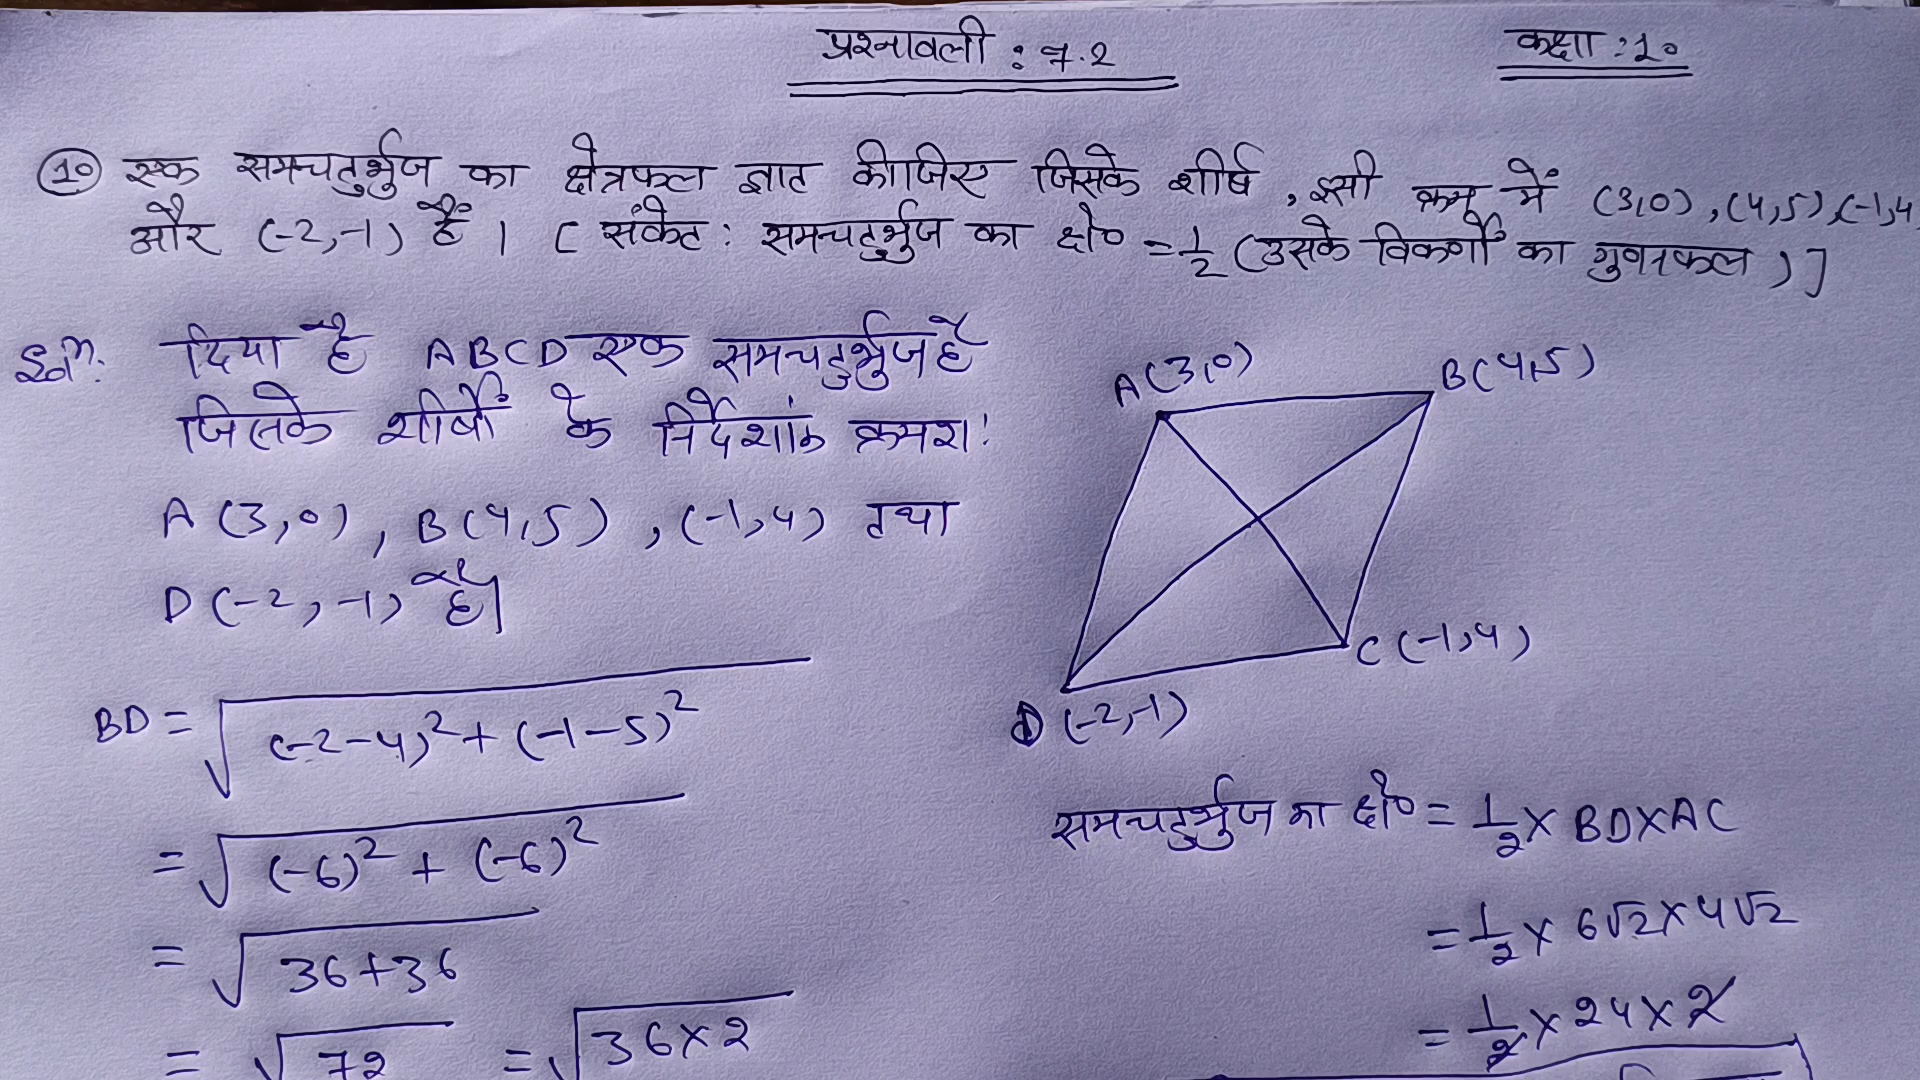 प्रश्नावली : 7.2
कक्षा : 10
(10) एक समचतुर्भुज का क्षेत्रफल ज्ञात कीजिए जिसके शीर्ष, इसी क्रम में (3,0), (4,5), (-1,4
और (-2,-1) हैं । [ संकेत : समचतुर्भुज का क्षे० = 1/2 (उसके विकर्णों का गुणनफल ) ]
Soln. दिया है ABCD एक समचतुर्भुज है
जिसके शीर्षों के निर्देशांक क्रमश:
A (3,0), B(4,5), (-1,4) तथा
D(-2,-1) है।
A(3,0)
B(4,5)
C(-1,4)
D(-2,-1)
BD = √((-2-4)² + (-1-5)²)
= √((-6)² + (-6)²)
= √(36+36)
= √72 = √(36×2)
समचतुर्भुज का क्षे० = 1/2 × BD×AC
= 1/2 × 6√2×4√2
= 1/2 × 24×2